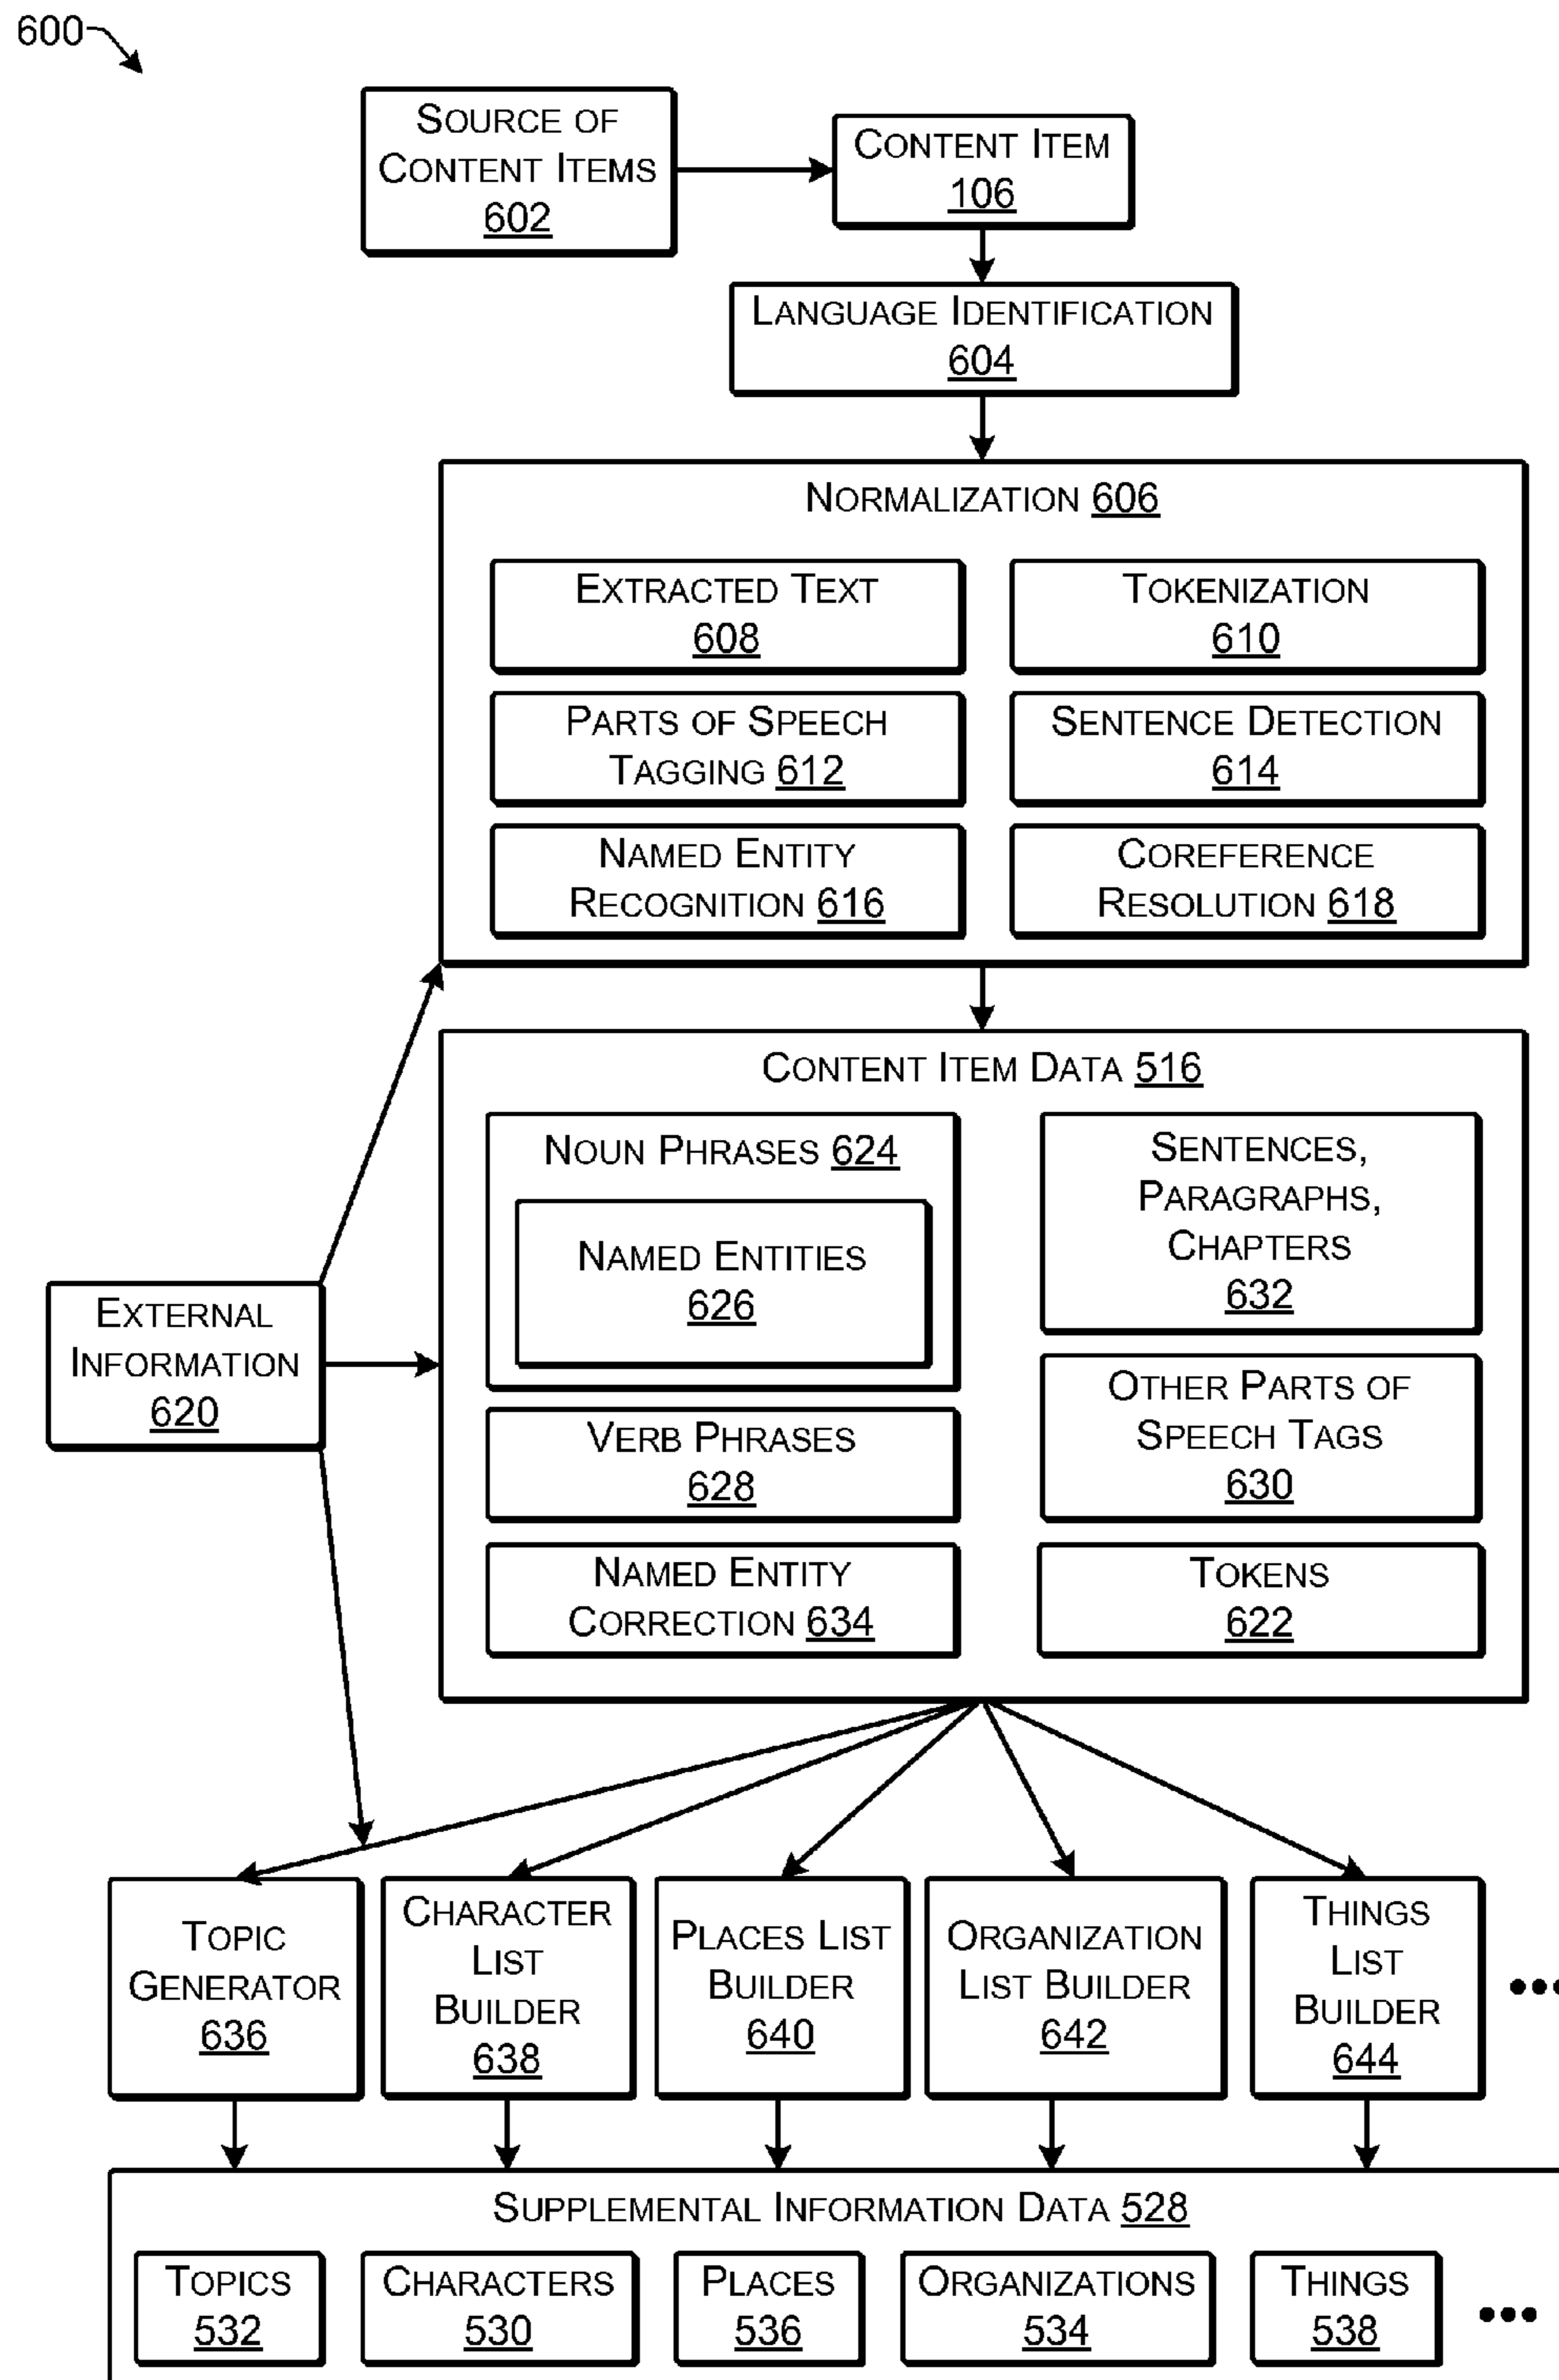 600
SOURCE OF
CONTENT ITEMS
602
CONTENT ITEM
106
LANGUAGE IDENTIFICATION
604
NORMALIZATION 606
EXTRACTED TEXT
608
TOKENIZATION
610
PARTS OF SPEECH
TAGGING 612
SENTENCE DETECTION
614
NAMED ENTITY
RECOGNITION 616
COREFERENCE
RESOLUTION 618
CONTENT ITEM DATA 516
NOUN PHRASES 624
NAMED ENTITIES
626
SENTENCES,
PARAGRAPHS,
CHAPTERS
632
EXTERNAL
INFORMATION
620
OTHER PARTS OF
SPEECH TAGS
630
VERB PHRASES
628
NAMED ENTITY
CORRECTION 634
TOKENS
622
TOPIC
GENERATOR
636
CHARACTER
LIST
BUILDER
638
PLACES LIST
BUILDER
640
ORGANIZATION
LIST BUILDER
642
THINGS
LIST
BUILDER
644
•••
SUPPLEMENTAL INFORMATION DATA 528
TOPICS
532
CHARACTERS
530
PLACES
536
ORGANIZATIONS
534
THINGS
538
•••